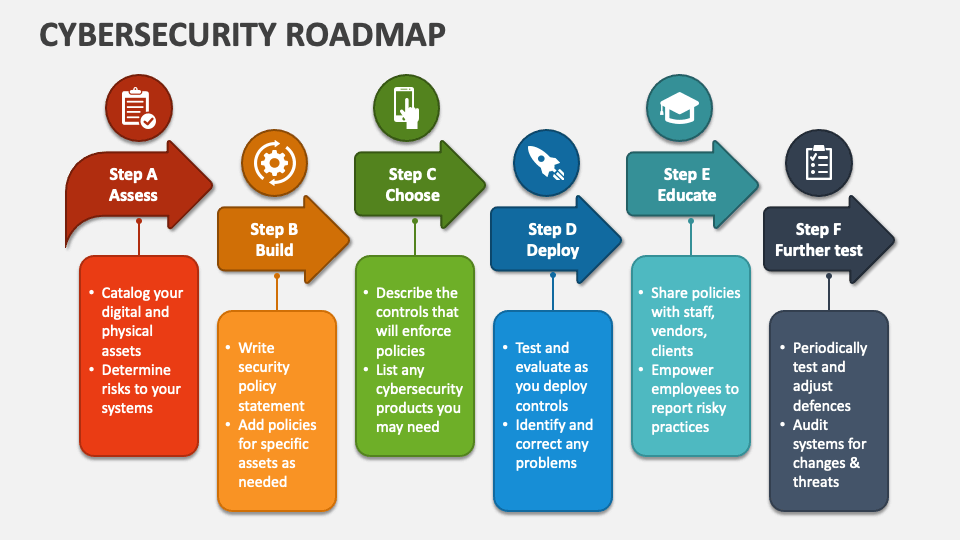 CYBERSECURITY ROADMAP
Step A
Assess
• Catalog your
digital and
physical
assets
• Determine
risks to your
systems
Step B
Build
• Write
security
policy
statement
• Add policies
for specific
assets as
needed
Step C
Choose
• Describe the
controls that
will enforce
policies
• List any
cybersecurity
products you
may need
Step D
Deploy
• Test and
evaluate as
you deploy
controls
• Identify and
correct any
problems
Step E
Educate
• Share policies
with staff,
vendors,
clients
• Empower
employees to
report risky
practices
Step F
Further test
• Periodically
test and
adjust
defences
• Audit
systems for
changes &
threats